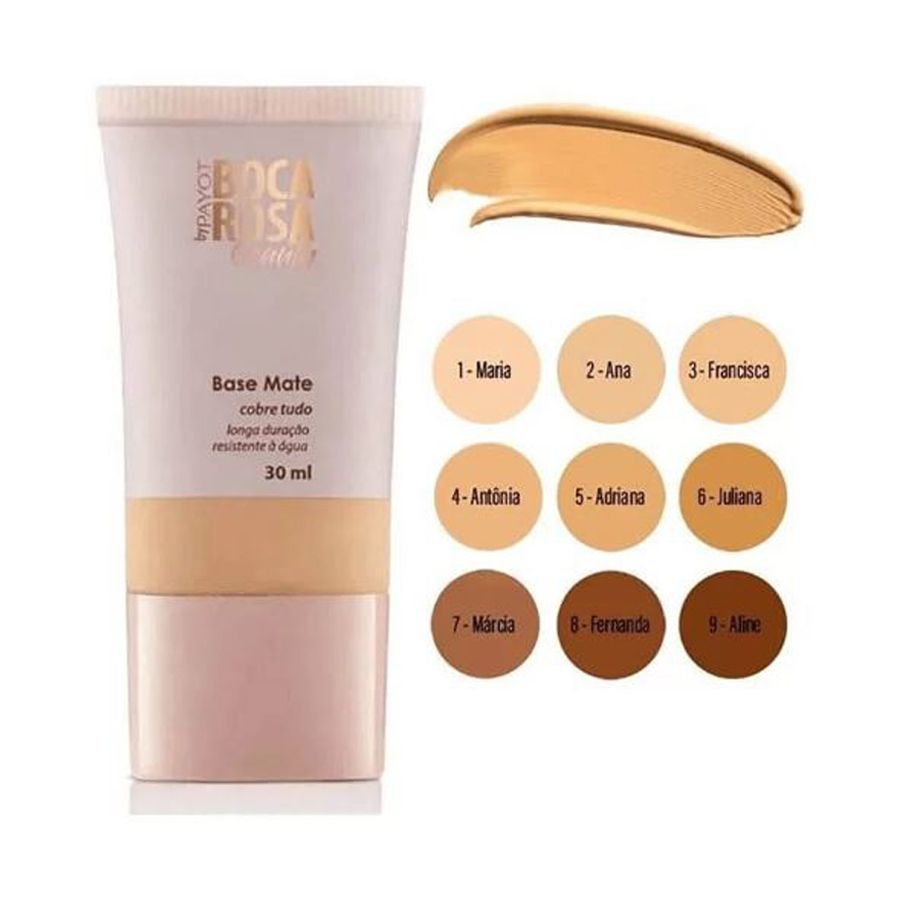 by PAYOT
BOCA
ROSA
beauty
Base Mate
cobre tudo
longa duração
resistente à água
30 ml
1 - Maria
2 - Ana
3 - Francisca
4 - Antônia
5 - Adriana
6 - Juliana
7 - Márcia
8 - Fernanda
9 - Aline